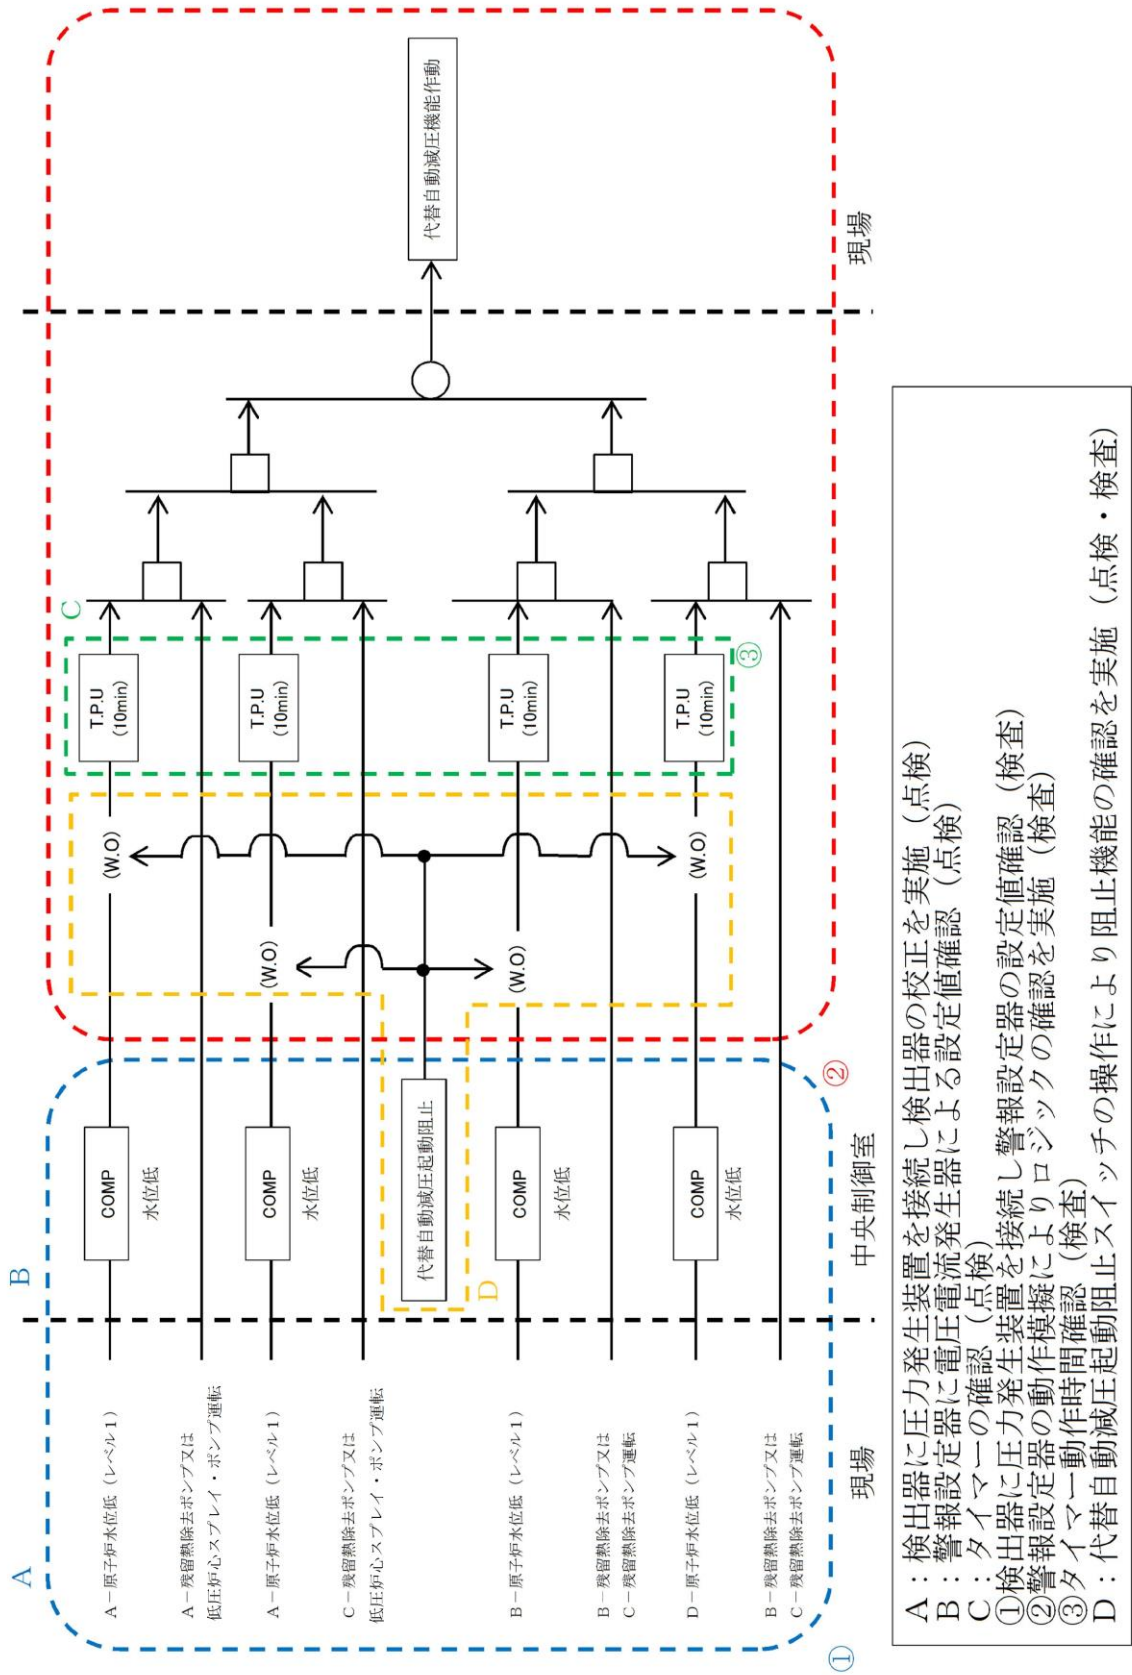 A
B
A－原子炉水位低（レベル1）
COMP
水位低
(W.O)
T.P.U
(10min)
C
A－残留熱除去ポンプ又は
低圧炉心スプレイ・ポンプ運転
A－原子炉水位低（レベル1）
COMP
水位低
(W.O)
T.P.U
(10min)
C－残留熱除去ポンプ又は
低圧炉心スプレイ・ポンプ運転
代替自動減圧起動阻止
D
代替自動減圧機能作動
B－原子炉水位低（レベル1）
COMP
水位低
(W.O)
T.P.U
(10min)
B－残留熱除去ポンプ又は
C－残留熱除去ポンプ運転
D－原子炉水位低（レベル1）
COMP
水位低
(W.O)
T.P.U
(10min)
③
B－残留熱除去ポンプ又は
C－残留熱除去ポンプ運転
①
②
現場
中央制御室
現場
A：検出器に圧力発生装置を接続し検出器の校正を実施（点検）
B：警報設定器に電圧電流発生器による設定値確認（点検）
C：タイマーの確認（点検）
①検出器に圧力発生装置を接続し警報設定器の設定値確認（検査）
②警報設定器の動作模擬によりロジックの確認を実施（検査）
③タイマー動作時間確認（検査）
D：代替自動減圧起動阻止スイッチの操作により阻止機能の確認を実施（点検・検査）